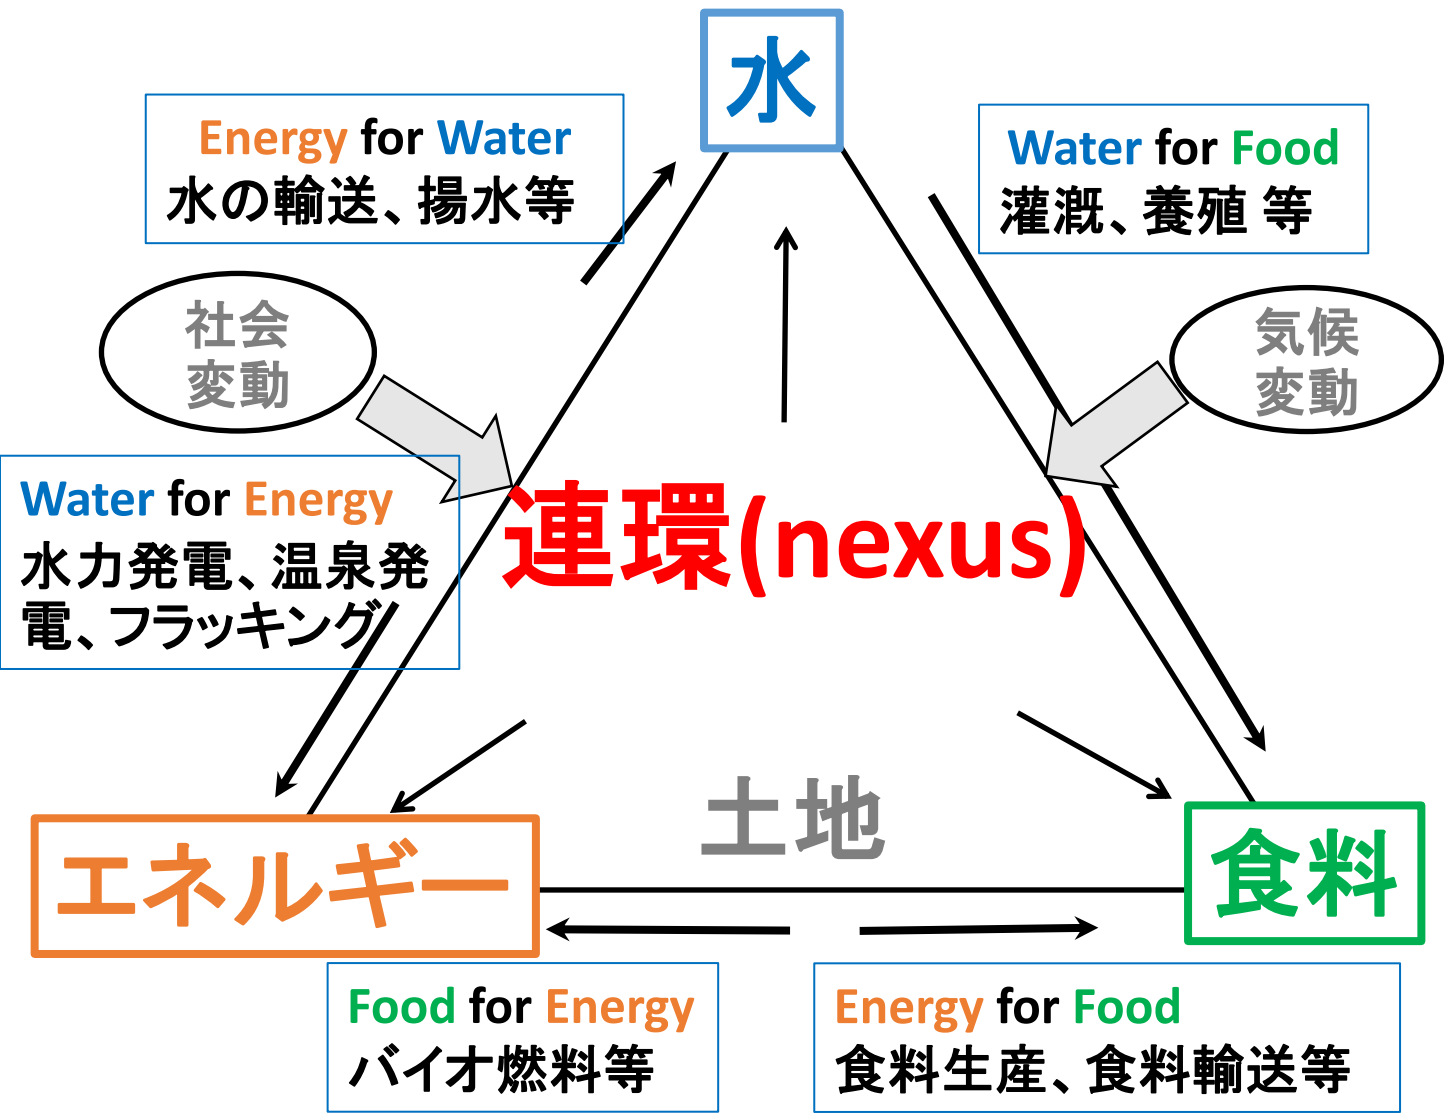 水
Energy for Water
水の輸送、揚水等
Water for Food
灌漑、養殖 等
社会
変動
気候
変動
Water for Energy
水力発電、温泉発
電、フラッキング
連環(nexus)
土地
エネルギー
食料
Food for Energy
バイオ燃料等
Energy for Food
食料生産、食料輸送等